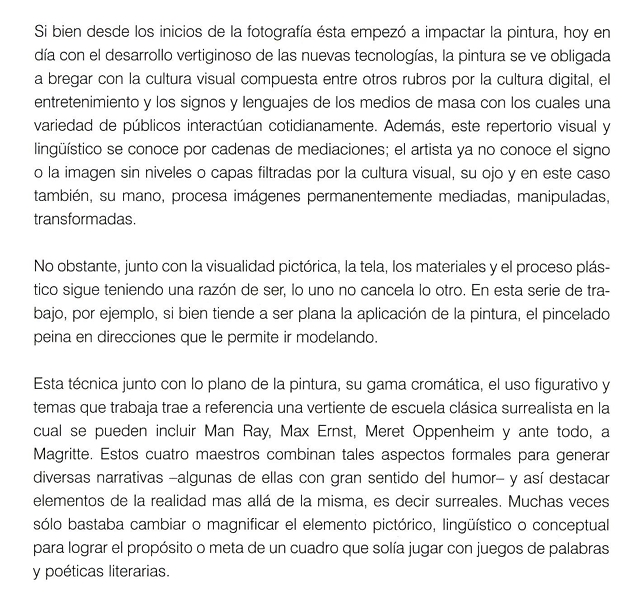 Si bien desde los inicios de la fotografía ésta empezó a impactar la pintura, hoy en
día con el desarrollo vertiginoso de las nuevas tecnologías, la pintura se ve obligada
a bregar con la cultura visual compuesta entre otros rubros por la cultura digital, el
entretenimiento y los signos y lenguajes de los medios de masa con los cuales una
variedad de públicos interactúan cotidianamente. Además, este repertorio visual y
lingüístico se conoce por cadenas de mediaciones; el artista ya no conoce el signo
o la imagen sin niveles o capas filtradas por la cultura visual, su ojo y en este caso
también, su mano, procesa imágenes permanentemente mediadas, manipuladas,
transformadas.

No obstante, junto con la visualidad pictórica, la tela, los materiales y el proceso plás-
tico sigue teniendo una razón de ser, lo uno no cancela lo otro. En esta serie de tra-
bajo, por ejemplo, si bien tiende a ser plana la aplicación de la pintura, el pincelado
peina en direcciones que le permite ir modelando.

Esta técnica junto con lo plano de la pintura, su gama cromática, el uso figurativo y
temas que trabaja trae a referencia una vertiente de escuela clásica surrealista en la
cual se pueden incluir Man Ray, Max Ernst, Meret Oppenheim y ante todo, a
Magritte. Estos cuatro maestros combinan tales aspectos formales para generar
diversas narrativas –algunas de ellas con gran sentido del humor– y así destacar
elementos de la realidad mas allá de la misma, es decir surreales. Muchas veces
sólo bastaba cambiar o magnificar el elemento pictórico, lingüístico o conceptual
para lograr el propósito o meta de un cuadro que solía jugar con juegos de palabras
y poéticas literarias.